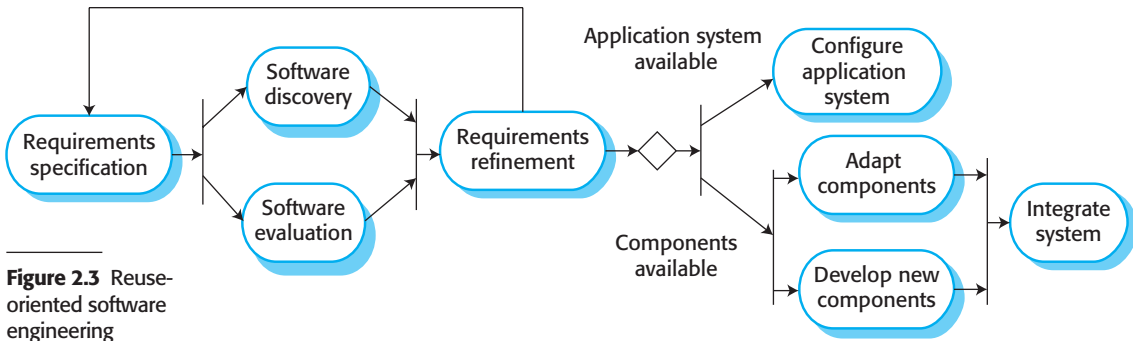 Requirements
specification
Software
discovery
Software
evaluation
Requirements
refinement
Application system
available
Configure
application
system
Components
available
Adapt
components
Develop new
components
Integrate
system
Figure 2.3 Reuse-
oriented software
engineering